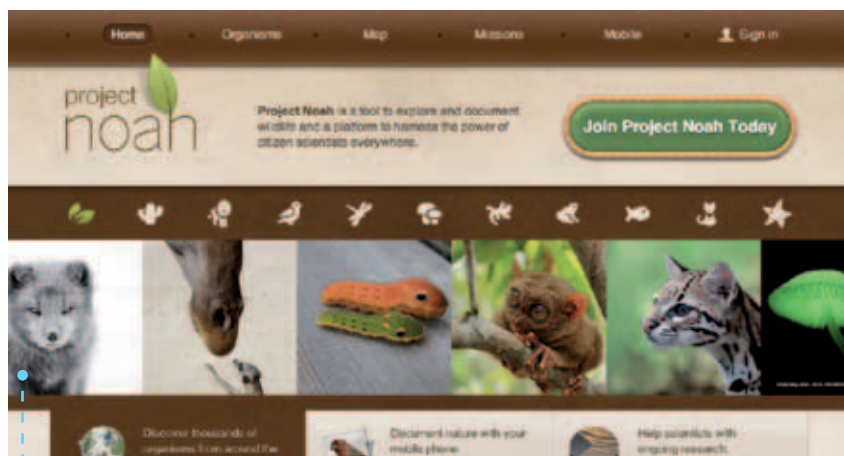 Home
Organisms
Map
Missions
Mobile
Sign in
project
noah
Project Noah is a tool to explore and document
wildlife and a platform to harness the power of
citizen scientists everywhere.
Join Project Noah Today
Discover thousands of
organisms from around the
Document nature with your
mobile phone.
Help scientists with
ongoing research.